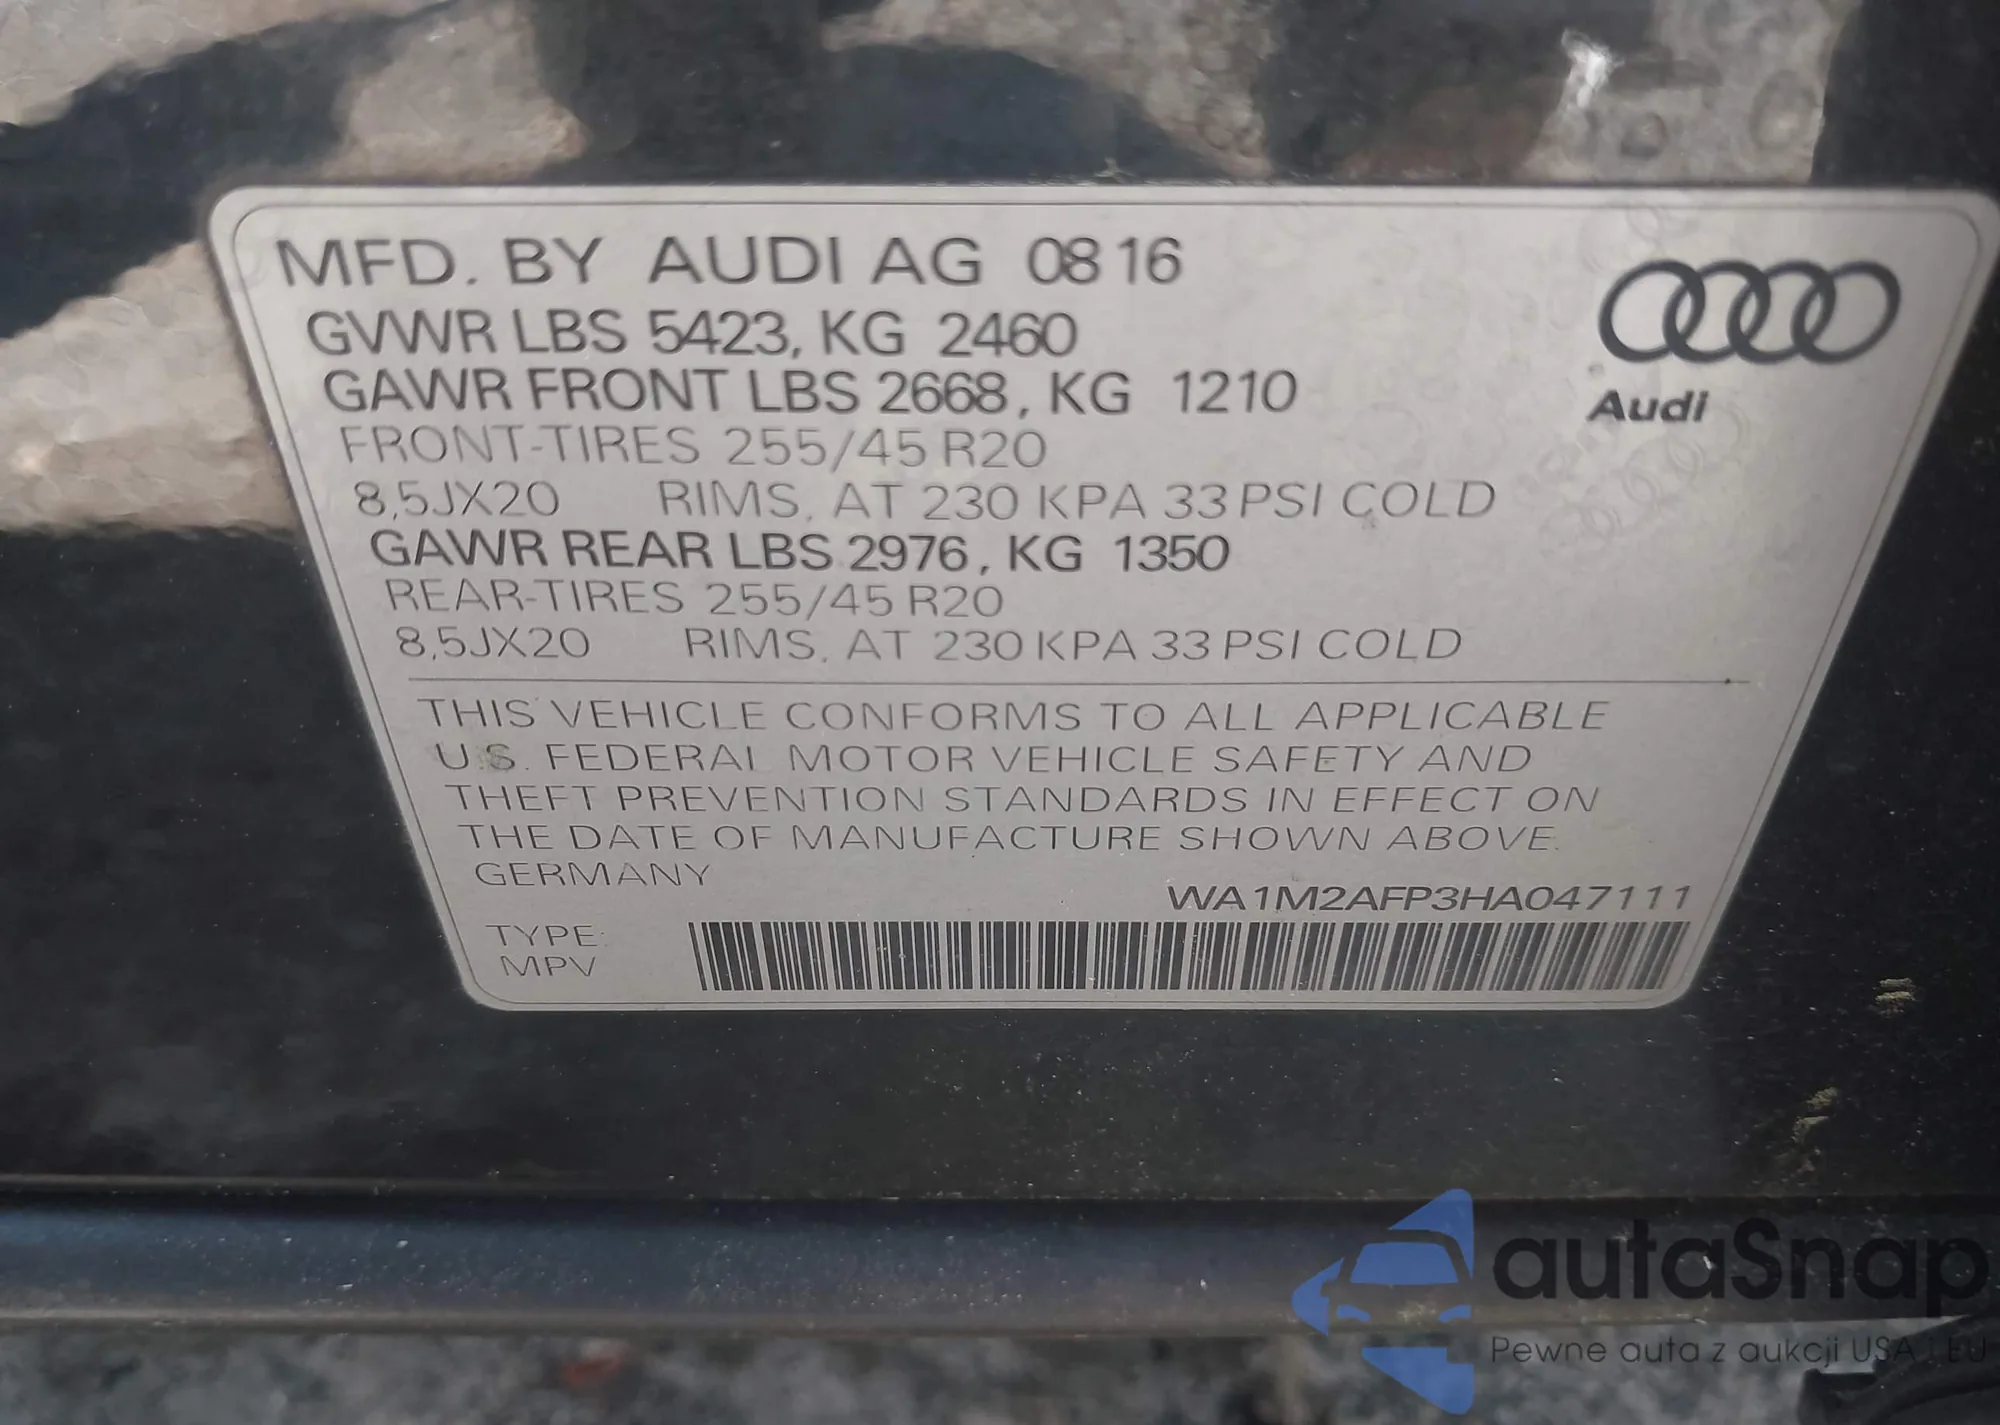 MFD. BY AUDI AG 08 16
GVWR LBS 5423, KG 2460
GAWR FRONT LBS 2668, KG 1210
FRONT-TIRES 255/45 R20
8,5JX20 RIMS, AT 230 KPA 33 PSI COLD
GAWR REAR LBS 2976, KG 1350
REAR-TIRES 255/45 R20
8,5JX20 RIMS, AT 230 KPA 33 PSI COLD
Audi
THIS VEHICLE CONFORMS TO ALL APPLICABLE
U.S. FEDERAL MOTOR VEHICLE SAFETY AND
THEFT PREVENTION STANDARDS IN EFFECT ON
THE DATE OF MANUFACTURE SHOWN ABOVE.
GERMANY
WA1M2AFP3HA047111
TYPE:
MPV
autaSnap
Pewne auta z aukcji USA i EU